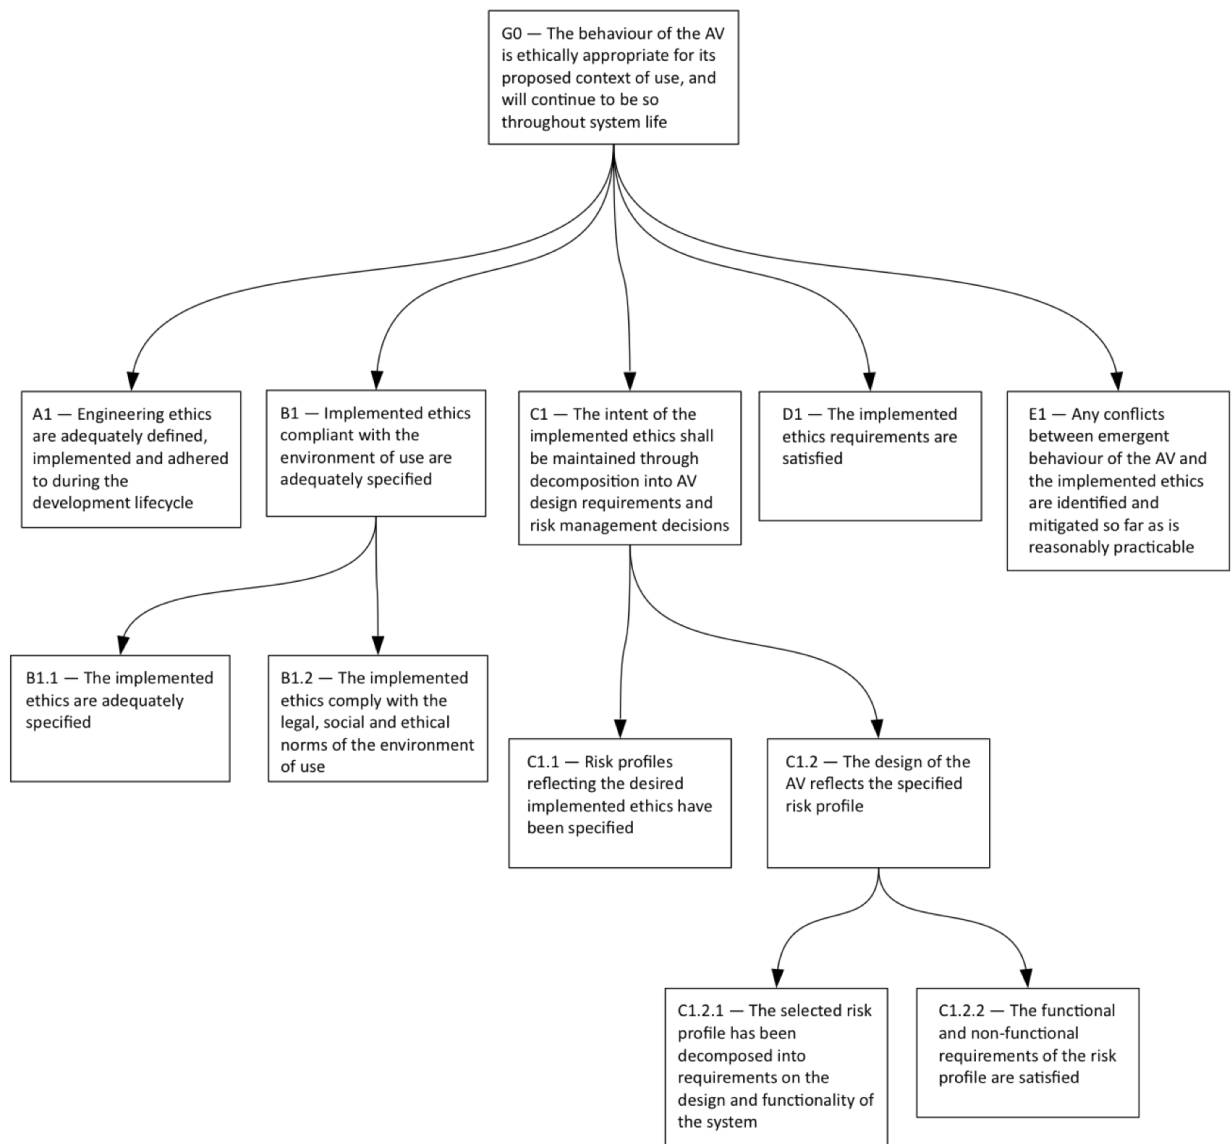 G0 — The behaviour of the AV
is ethically appropriate for its
proposed context of use, and
will continue to be so
throughout system life
A1 — Engineering ethics
are adequately defined,
implemented and adhered
to during the
development lifecycle
B1 — Implemented ethics
compliant with the
environment of use are
adequately specified
C1 — The intent of the
implemented ethics shall
be maintained through
decomposition into AV
design requirements and
risk management decisions
D1 — The implemented
ethics requirements are
satisfied
E1 — Any conflicts
between emergent
behaviour of the AV and
the implemented ethics
are identified and
mitigated so far as is
reasonably practicable
B1.1 — The implemented
ethics are adequately
specified
B1.2 — The implemented
ethics comply with the
legal, social and ethical
norms of the environment
of use
C1.1 — Risk profiles
reflecting the desired
implemented ethics have
been specified
C1.2 — The design of the
AV reflects the specified
risk profile
C1.2.1 — The selected risk
profile has been
decomposed into
requirements on the
design and functionality of
the system
C1.2.2 — The functional
and non-functional
requirements of the risk
profile are satisfied